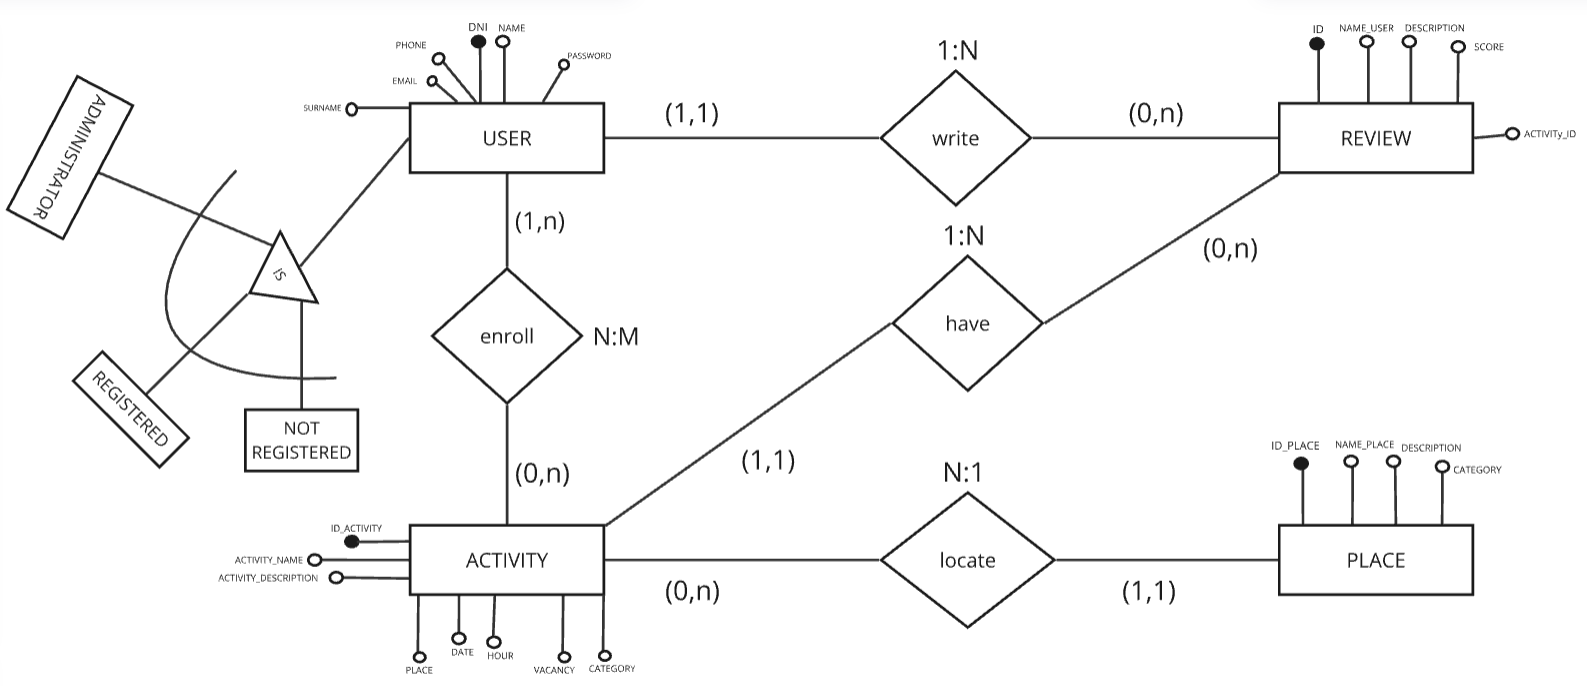 DNI
NAME
PHONE
PASSWORD
EMAIL
SURNAME
USER
ADMINISTRATOR
IS
REGISTERED
NOT
REGISTERED
(1,1)
1:N
write
(0,n)
ID
NAME_USER
DESCRIPTION
SCORE
REVIEW
ACTIVITy_ID
(1,n)
enroll
N:M
(0,n)
1:N
have
(0,n)
(1,1)
ID_ACTIVITY
ACTIVITY_NAME
ACTIVITY_DESCRIPTION
ACTIVITY
PLACE
DATE
HOUR
VACANCY
CATEGORY
(0,n)
N:1
locate
(1,1)
ID_PLACE
NAME_PLACE
DESCRIPTION
CATEGORY
PLACE